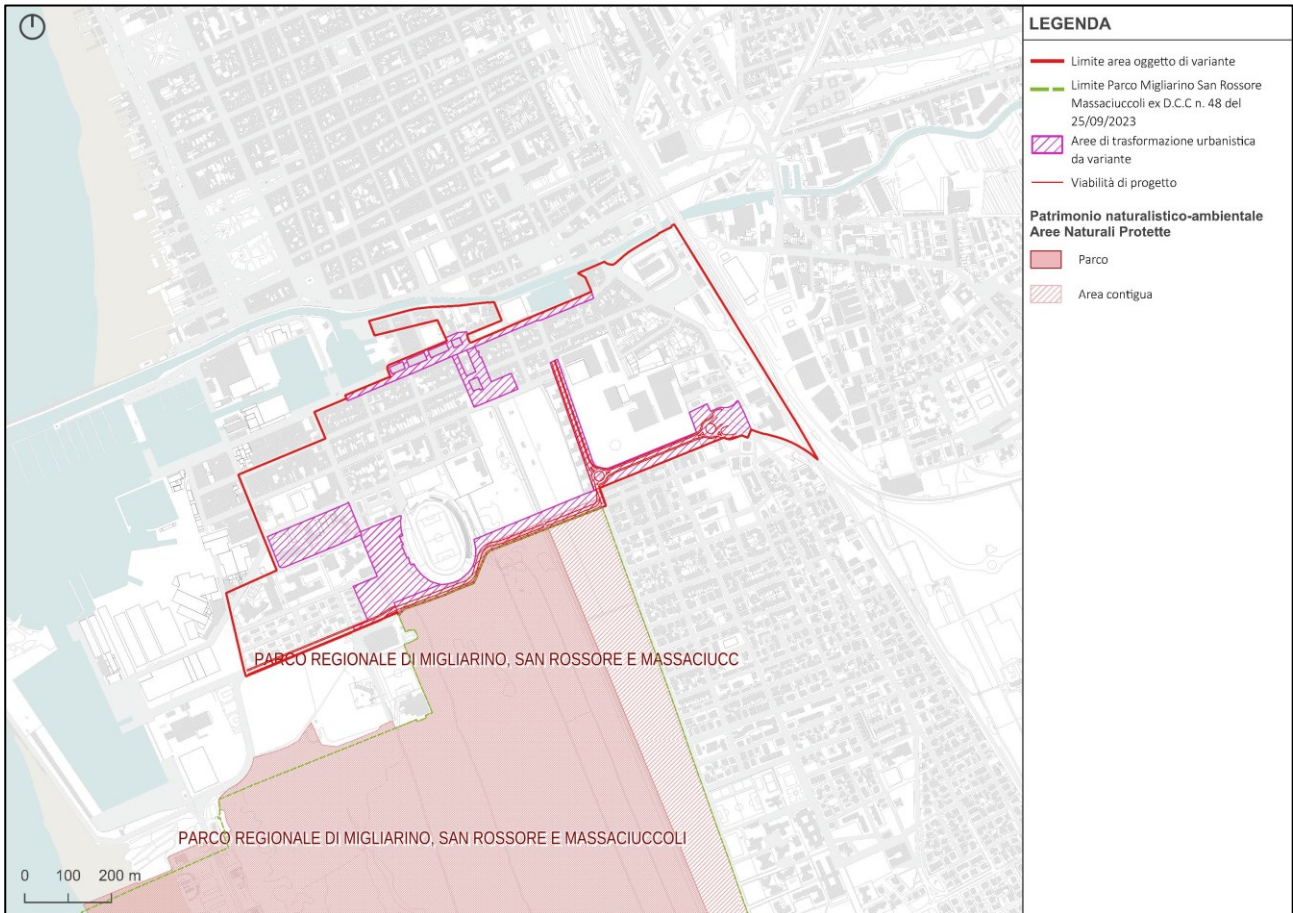 LEGENDA
Limite area oggetto di variante
Limite Parco Migliarino San Rossore
Massaciuccoli ex D.C.C n. 48 del
25/09/2023
Aree di trasformazione urbanistica
da variante
Viabilità di progetto
Patrimonio naturalistico-ambientale
Aree Naturali Protette
Parco
Area contigua
PARCO REGIONALE DI MIGLIARINO, SAN ROSSORE E MASSACIUCC
PARCO REGIONALE DI MIGLIARINO, SAN ROSSORE E MASSACIUCCOLI
0 100 200 m